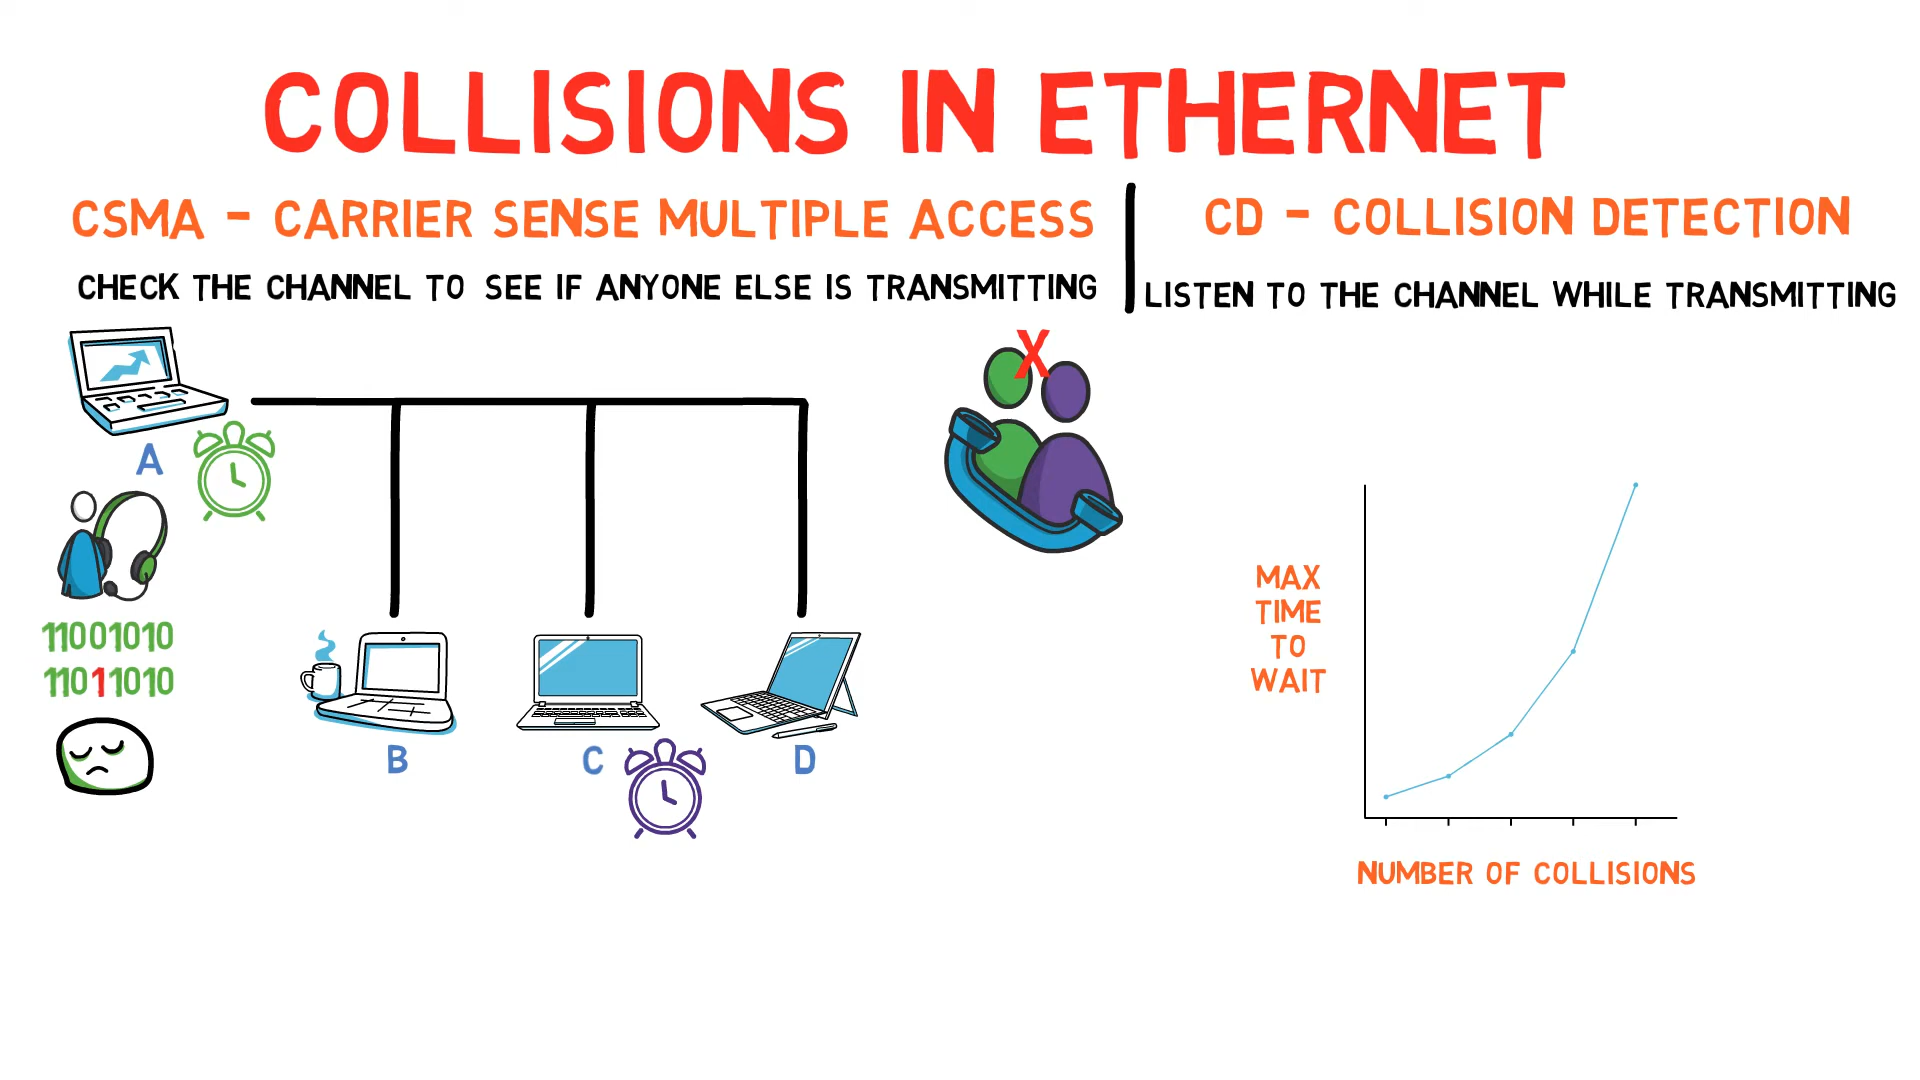 COLLISIONS IN ETHERNET
CSMA - CARRIER SENSE MULTIPLE ACCESS
CHECK THE CHANNEL TO SEE IF ANYONE ELSE IS TRANSMITTING
CD - COLLISION DETECTION
LISTEN TO THE CHANNEL WHILE TRANSMITTING
X
A
11001010
11011010
B
C
D
MAX
TIME
TO
WAIT
NUMBER OF COLLISIONS